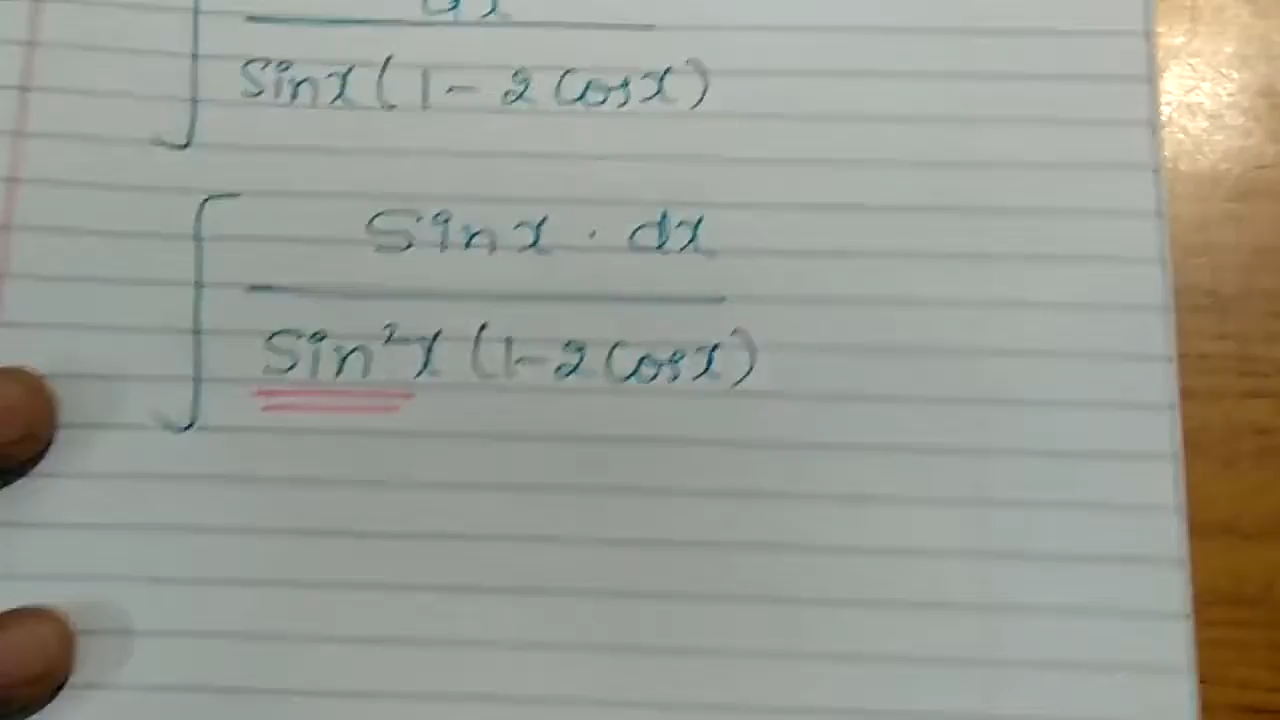 dx
∫ ―
sinx(1-2cosx)
sinx . dx
∫ ―
sin²x(1-2cosx)